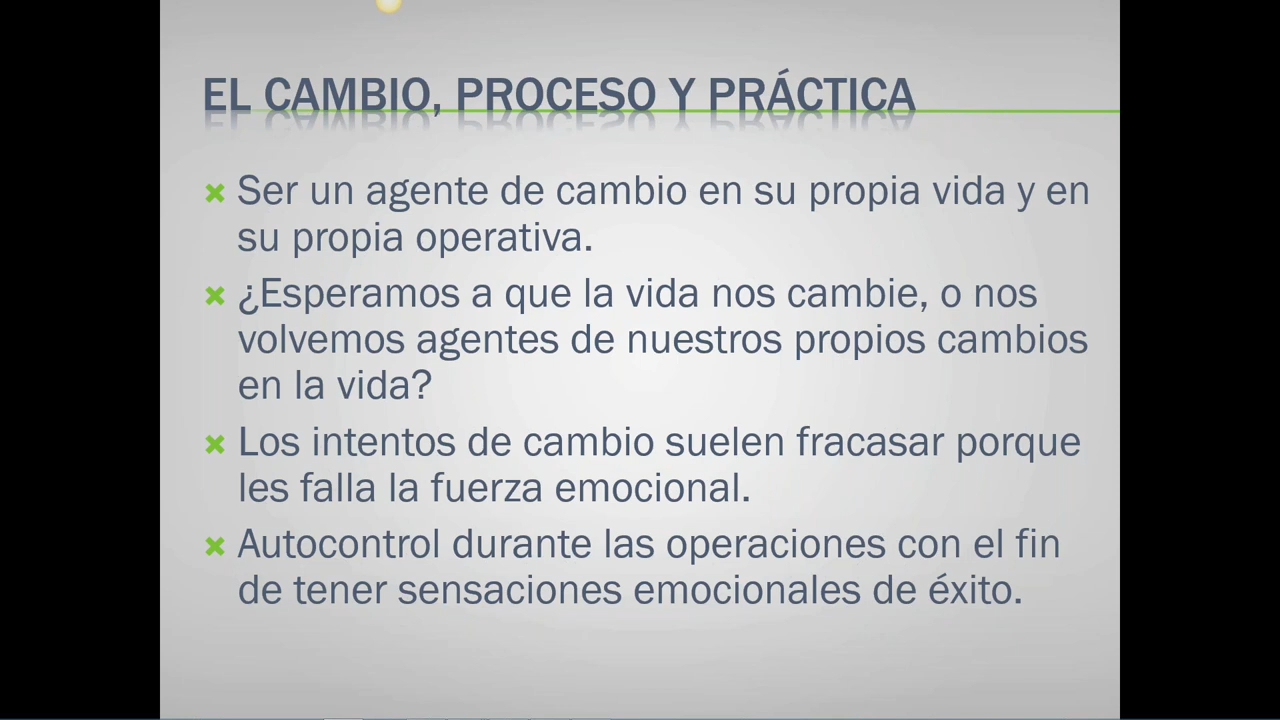 EL CAMBIO, PROCESO Y PRÁCTICA
Ser un agente de cambio en su propia vida y en
su propia operativa.
¿Esperamos a que la vida nos cambie, o nos
volvemos agentes de nuestros propios cambios
en la vida?
Los intentos de cambio suelen fracasar porque
les falla la fuerza emocional.
Autocontrol durante las operaciones con el fin
de tener sensaciones emocionales de éxito.